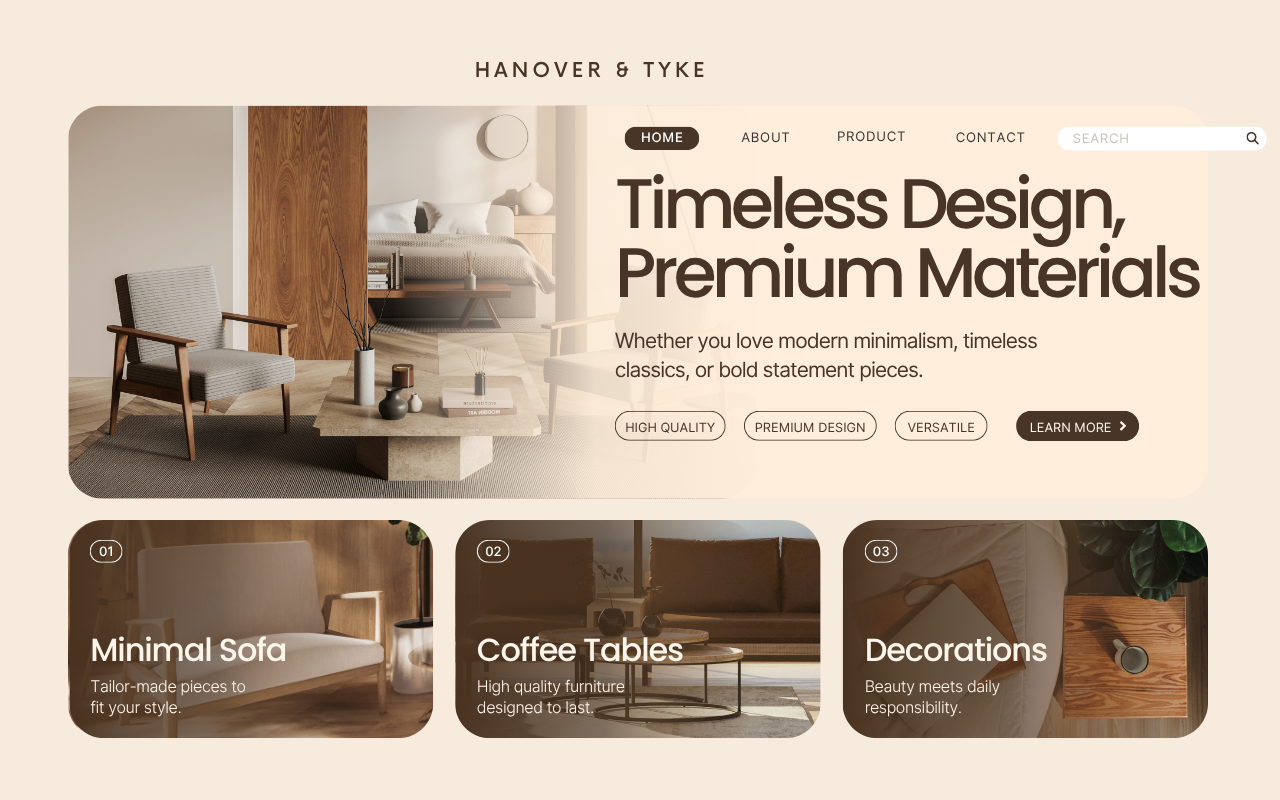 HANOVER & TYKE
HOME
ABOUT
PRODUCT
CONTACT
SEARCH
Timeless Design,
Premium Materials
Whether you love modern minimalism, timeless
classics, or bold statement pieces.
HIGH QUALITY
PREMIUM DESIGN
VERSATILE
LEARN MORE
01
Minimal Sofa
Tailor-made pieces to
fit your style.
02
Coffee Tables
High quality furniture
designed to last.
03
Decorations
Beauty meets daily
responsibility.